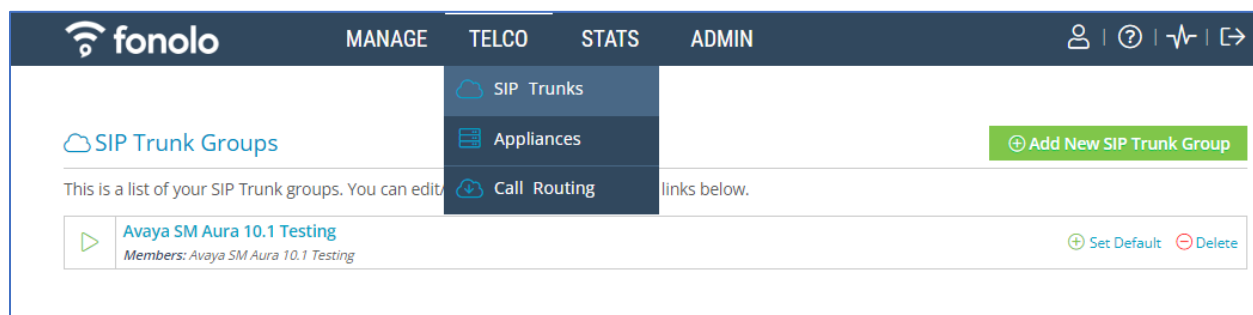 fonolo
MANAGE TELCO STATS ADMIN
SIP Trunks
SIP Trunk Groups
Appliances
Add New SIP Trunk Group
This is a list of your SIP Trunk groups. You can edit/
Call Routing
links below.
Avaya SM Aura 10.1 Testing
Members: Avaya SM Aura 10.1 Testing
Set Default Delete